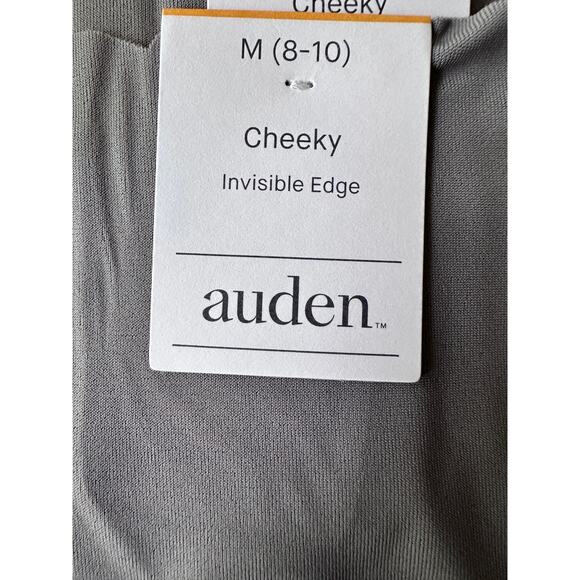 Cheeky
M (8-10)
Cheeky
Invisible Edge
auden™